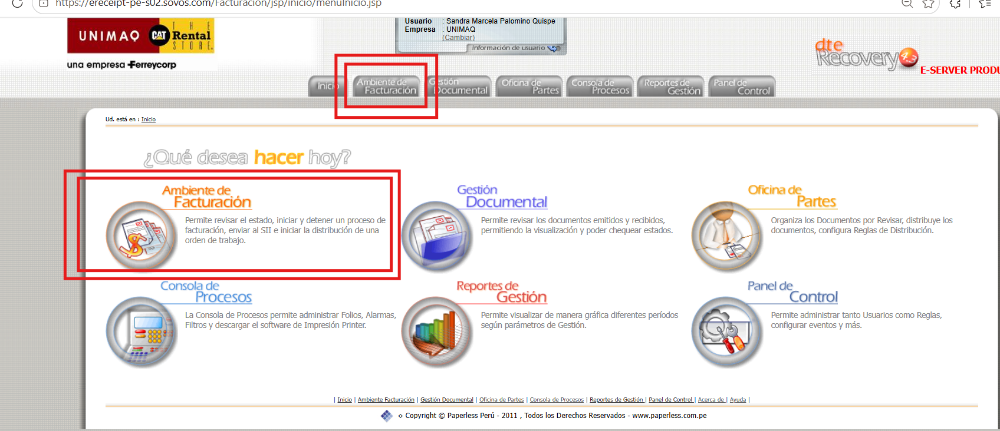 https://ereceipt-pe-s02.sovos.com/Facturacion/jsp/inicio/menuInicio.jsp
UNIMAQ CAT THE Rental STORE
una empresa Ferreycorp
Usuario : Sandra Marcela Palomino Quispe
Empresa : UNIMAQ
(Cambiar)
Información de usuario
dte
Recovery 4.3
E-SERVER PRODU
Inicio
Ambiente de Facturación
Gestión Documental
Oficina de Partes
Consola de Procesos
Reportes de Gestión
Panel de Control
Ud. está en : Inicio
¿Qué desea hacer hoy?
Ambiente de
Facturación
Permite revisar el estado, iniciar y detener un proceso de
facturación, enviar al SII e iniciar la distribución de una
orden de trabajo.
Gestión
Documental
Permite revisar los documentos emitidos y recibidos,
permitiendo la visualización y poder chequear estados.
Oficina de
Partes
Organiza los Documentos por Revisar, distribuye los
documentos, configura Reglas de Distribución.
Consola de
Procesos
La Consola de Procesos permite administrar Folios, Alarmas,
Filtros y descargar el software de Impresión Printer.
Reportes de
Gestión
Permite visualizar de manera gráfica diferentes períodos
según parámetros de Gestión.
Panel de
Control
Permite administrar tanto Usuarios como Reglas,
configurar eventos y más.
| Inicio | Ambiente Facturación | Gestión Documental | Oficina de Partes | Consola de Procesos | Reportes de Gestión | Panel de Control | Acerca de | Ayuda |
Copyright © Paperless Perú - 2011 , Todos los Derechos Reservados - www.paperless.com.pe